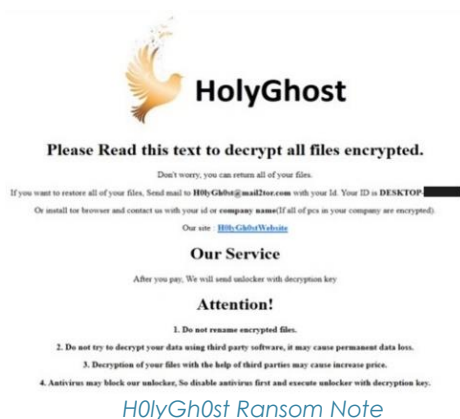 HolyGhost
Please Read this text to decrypt all files encrypted.
Don't worry, you can return all of your files.
If you want to restore all of your files, Send mail to H0lyGh0st@mail2tor.com with your Id. Your ID is DESKTOP-
Or install tor browser and contact us with your id or company name(If all of pcs in your company are encrypted).
Our site : H0lyGh0stWebsite
Our Service
After you pay, We will send unlocker with decryption key
Attention!
1. Do not rename encrypted files.
2. Do not try to decrypt your data using third party software, it may cause permanent data loss.
3. Decryption of your files with the help of third parties may cause increase price.
4. Antivirus may block our unlocker, So disable antivirus first and execute unlocker with decryption key.
H0lyGh0st Ransom Note